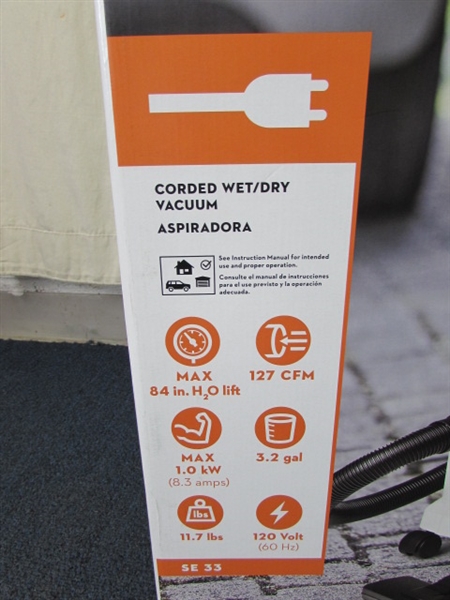 CORDED WET/DRY
VACUUM
ASPIRADORA
See Instruction Manual for intended
use and proper operation.
Consulte el manual de instrucciones
para el uso previsto y la operación
adecuada.
MAX
84 in. H₂O lift
127 CFM
MAX
1.0 kW
(8.3 amps)
3.2 gal
lbs
11.7 lbs
120 Volt
(60 Hz)
SE 33